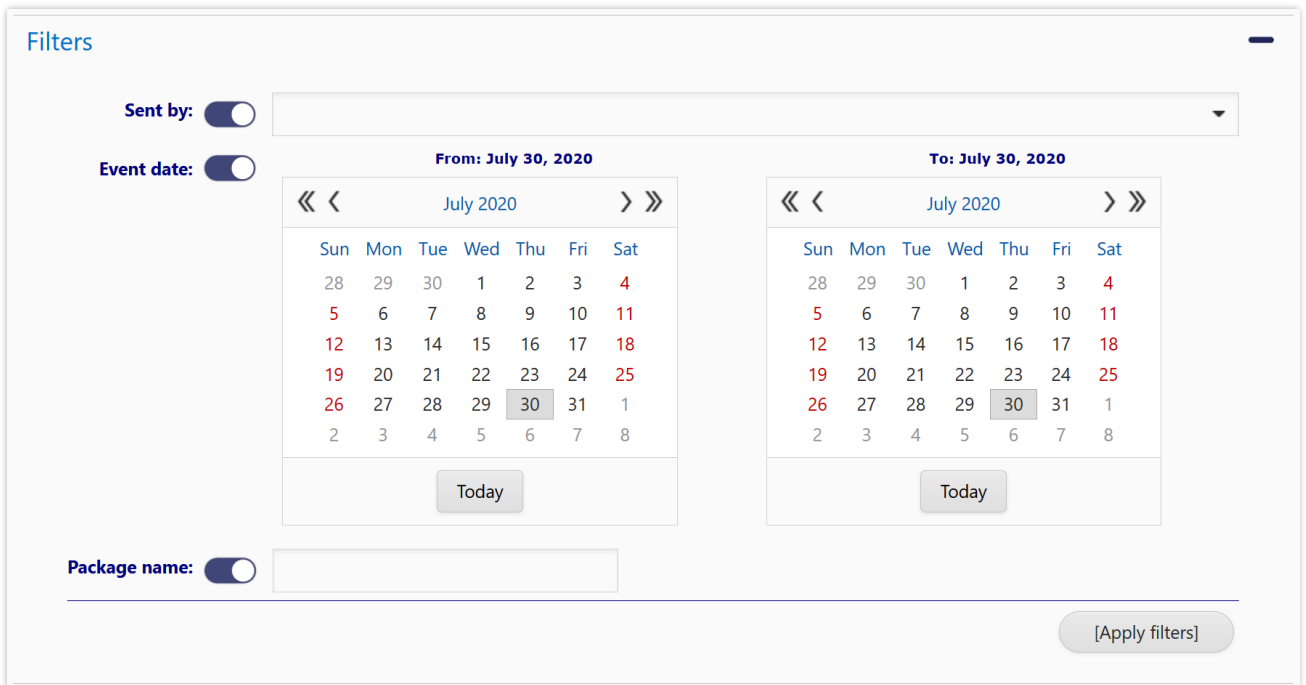 Filters
Sent by:
Event date:
From: July 30, 2020
July 2020
Sun Mon Tue Wed Thu Fri Sat
28 29 30 1 2 3 4
5 6 7 8 9 10 11
12 13 14 15 16 17 18
19 20 21 22 23 24 25
26 27 28 29 30 31 1
2 3 4 5 6 7 8
Today
To: July 30, 2020
July 2020
Sun Mon Tue Wed Thu Fri Sat
28 29 30 1 2 3 4
5 6 7 8 9 10 11
12 13 14 15 16 17 18
19 20 21 22 23 24 25
26 27 28 29 30 31 1
2 3 4 5 6 7 8
Today
Package name:
[Apply filters]